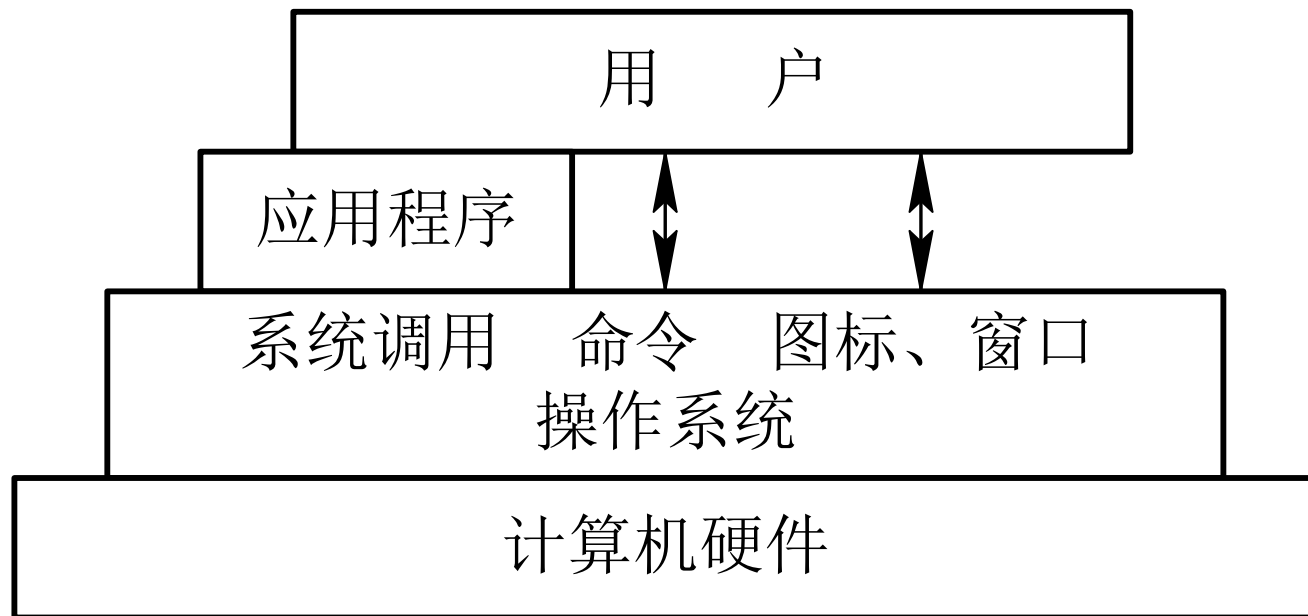 用 户
应用程序
系统调用 命令 图标、窗口
操作系统
计算机硬件